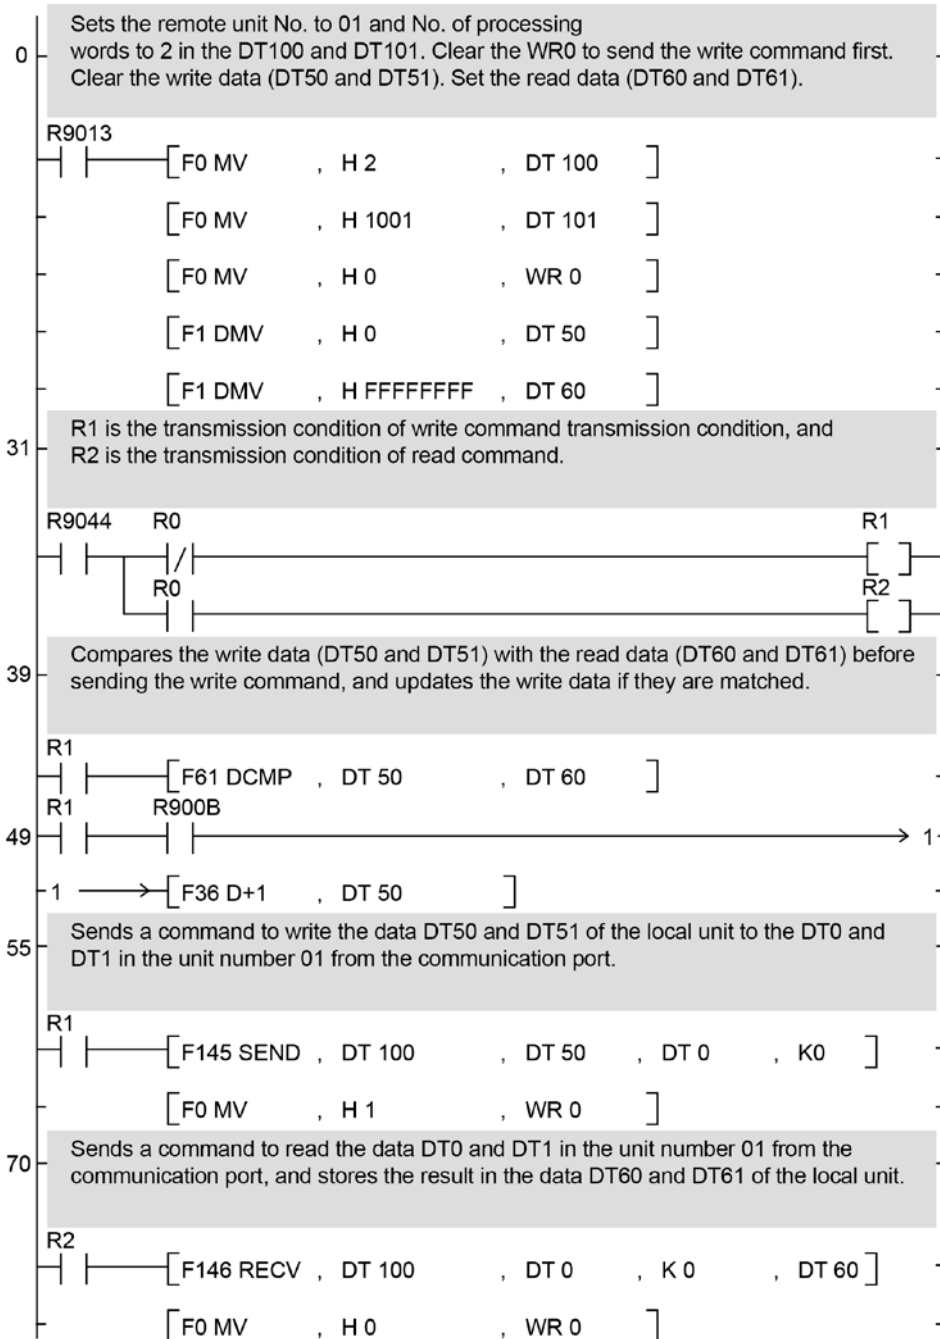 Sets the remote unit No. to 01 and No. of processing
0 words to 2 in the DT100 and DT101. Clear the WR0 to send the write command first.
Clear the write data (DT50 and DT51). Set the read data (DT60 and DT61).
R9013
F0 MV , H 2 , DT 100
F0 MV , H 1001 , DT 101
F0 MV , H 0 , WR 0
F1 DMV , H 0 , DT 50
F1 DMV , H FFFFFFFF , DT 60
R1 is the transmission condition of write command transmission condition, and
31 R2 is the transmission condition of read command.
R9044 R0 R1
R0 R2
Compares the write data (DT50 and DT51) with the read data (DT60 and DT61) before
39 sending the write command, and updates the write data if they are matched.
R1
F61 DCMP , DT 50 , DT 60
R1 R900B
49 1
1 F36 D+1 , DT 50
Sends a command to write the data DT50 and DT51 of the local unit to the DT0 and
55 DT1 in the unit number 01 from the communication port.
R1
F145 SEND , DT 100 , DT 50 , DT 0 , K0
F0 MV , H 1 , WR 0
Sends a command to read the data DT0 and DT1 in the unit number 01 from the
70 communication port, and stores the result in the data DT60 and DT61 of the local unit.
R2
F146 RECV , DT 100 , DT 0 , K 0 , DT 60
F0 MV , H 0 , WR 0